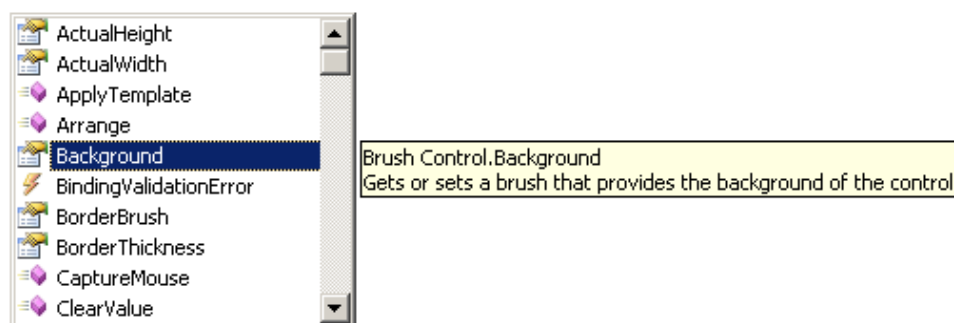 ActualHeight
ActualWidth
ApplyTemplate
Arrange
Background
BindingValidationError
BorderBrush
BorderThickness
CaptureMouse
ClearValue
Brush Control.Background
Gets or sets a brush that provides the background of the control